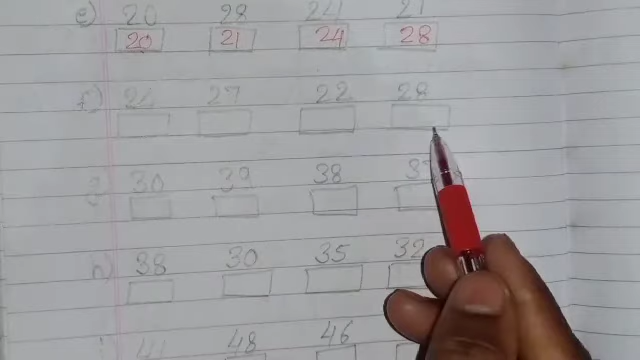 e) 20 28 24 21
20 21 24 28
f) 24 27 22 28
g 30 39 38
h) 38 30 35 32
48 46